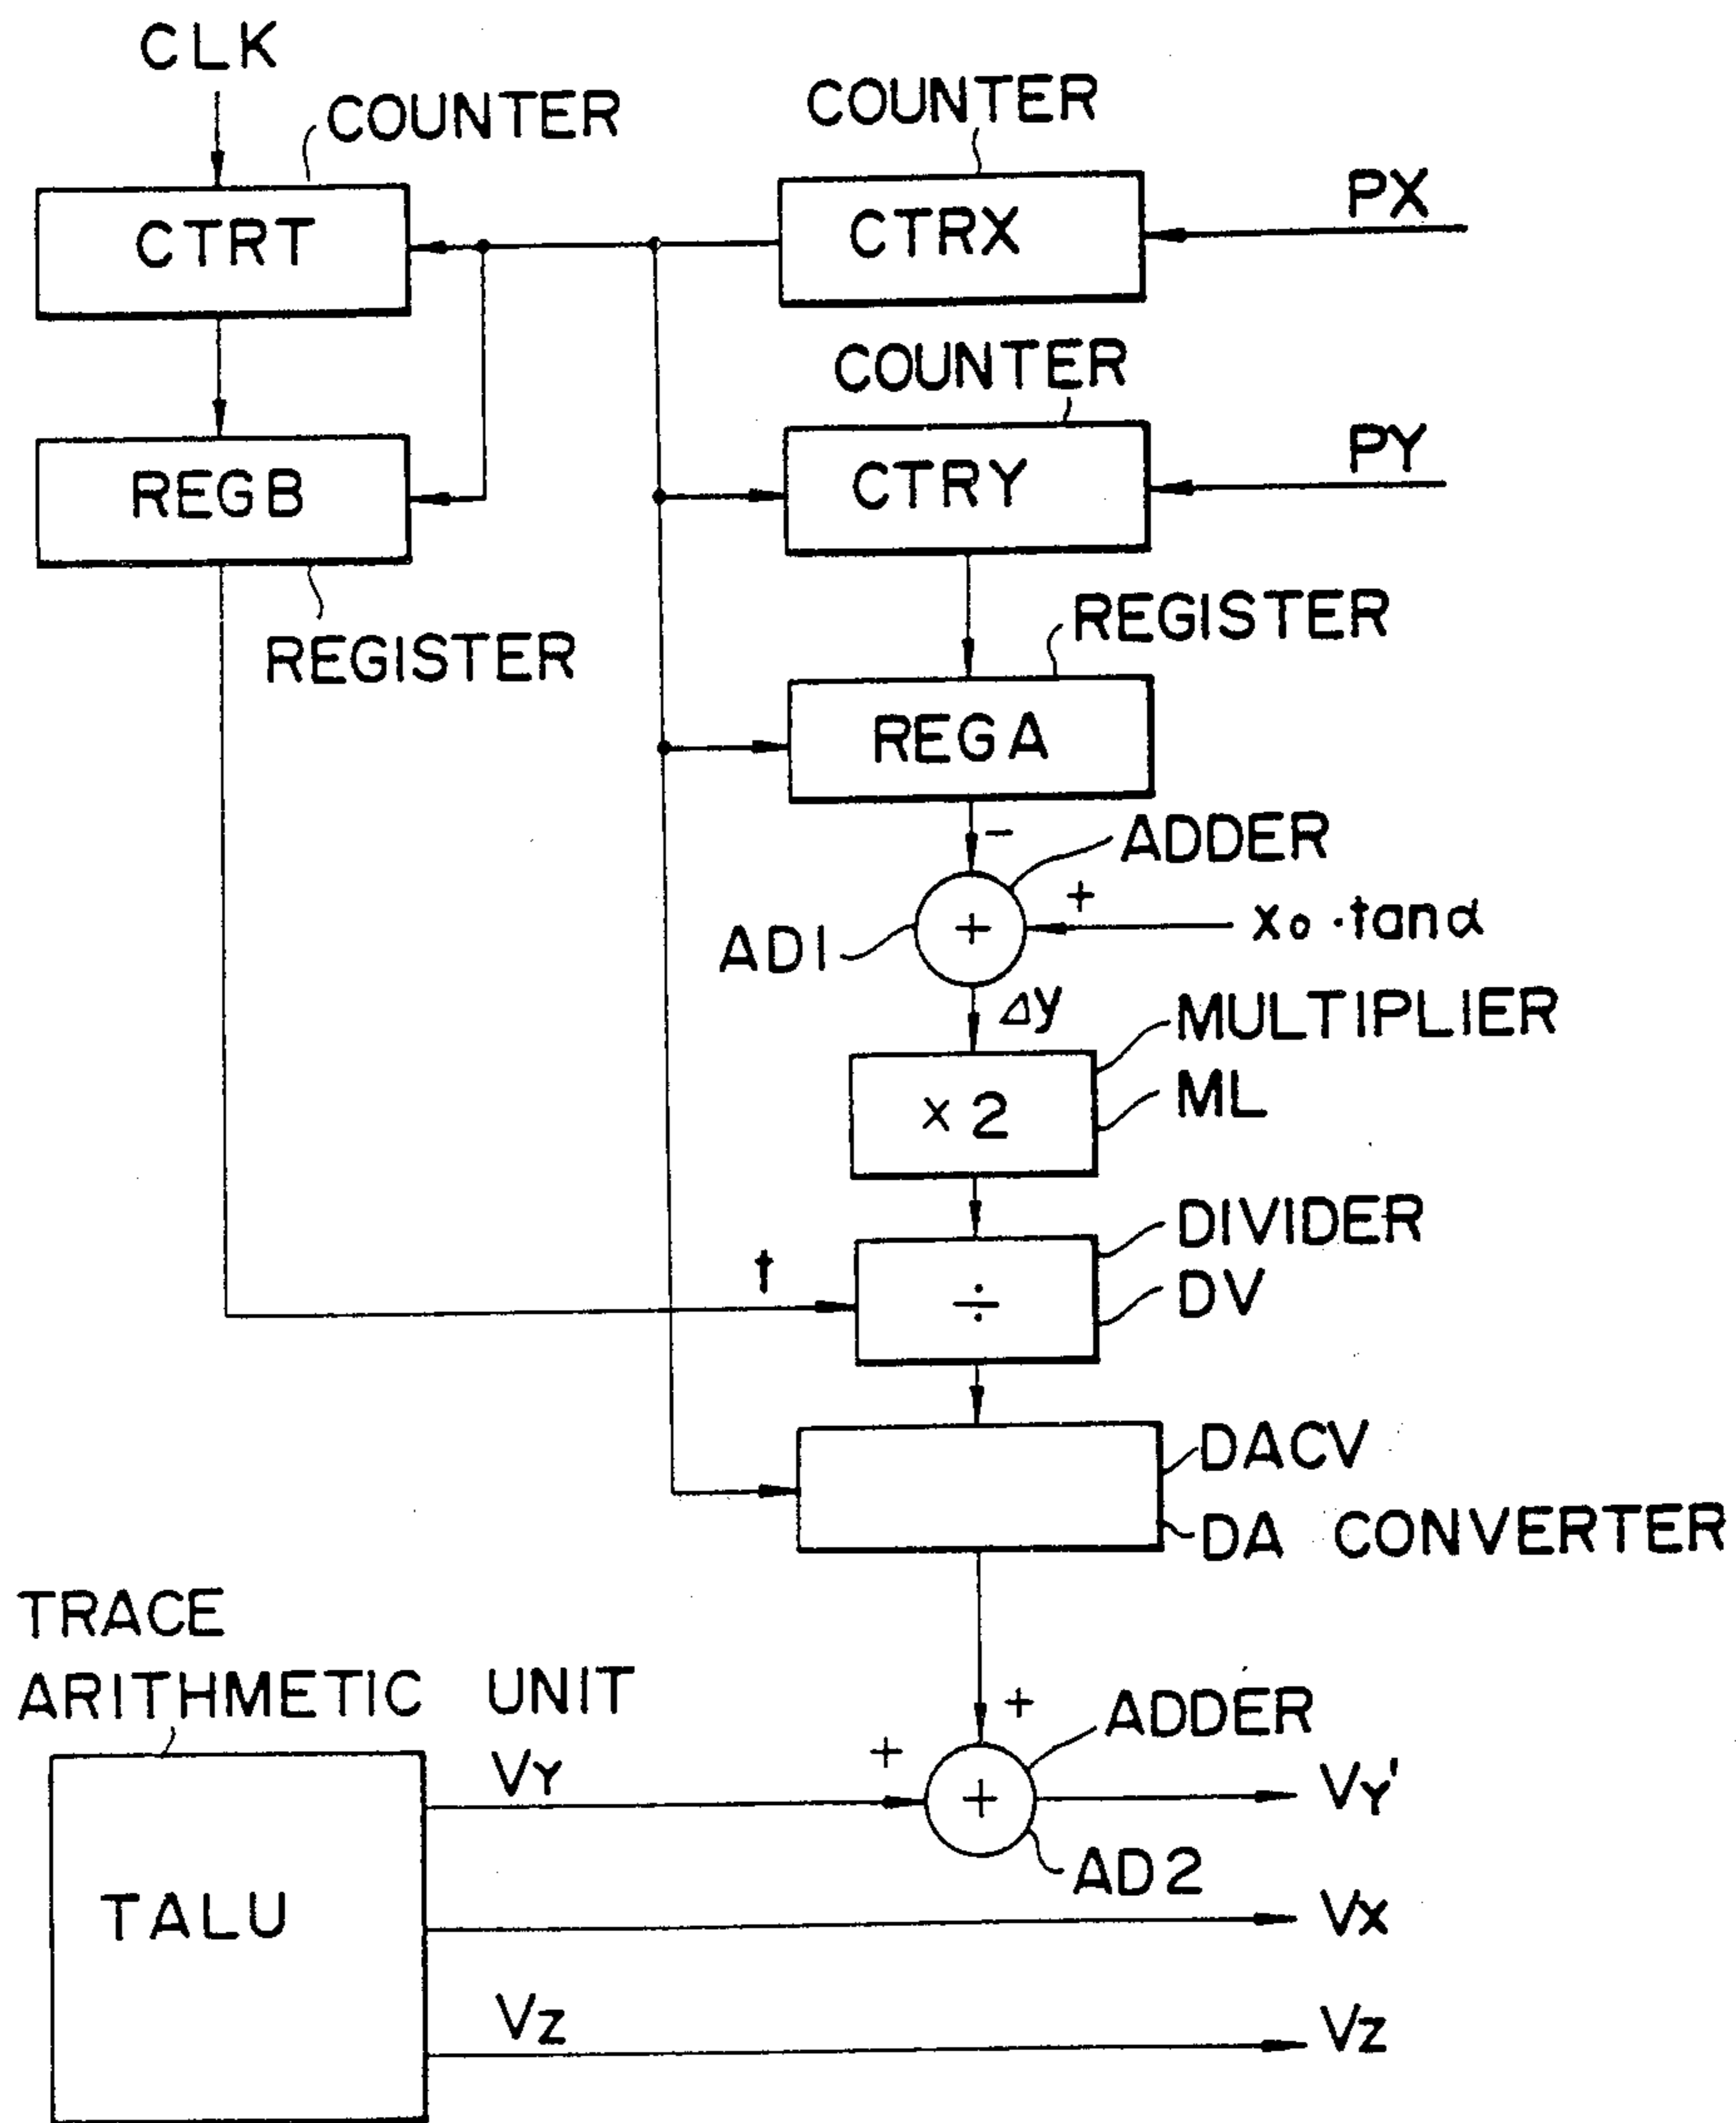 CLK
COUNTER
COUNTER
CTRT
CTRX
PX
COUNTER
REGB
CTRY
PY
REGISTER
REGISTER
REGA
−
ADDER
+
+
x₀·tanα
AD1
Δy
MULTIPLIER
×2
ML
DIVIDER
t
÷
DV
DACV
DA CONVERTER
TRACE
ARITHMETIC UNIT
+
ADDER
VY
+
+
VY'
AD2
TALU
VX
VZ
VZ